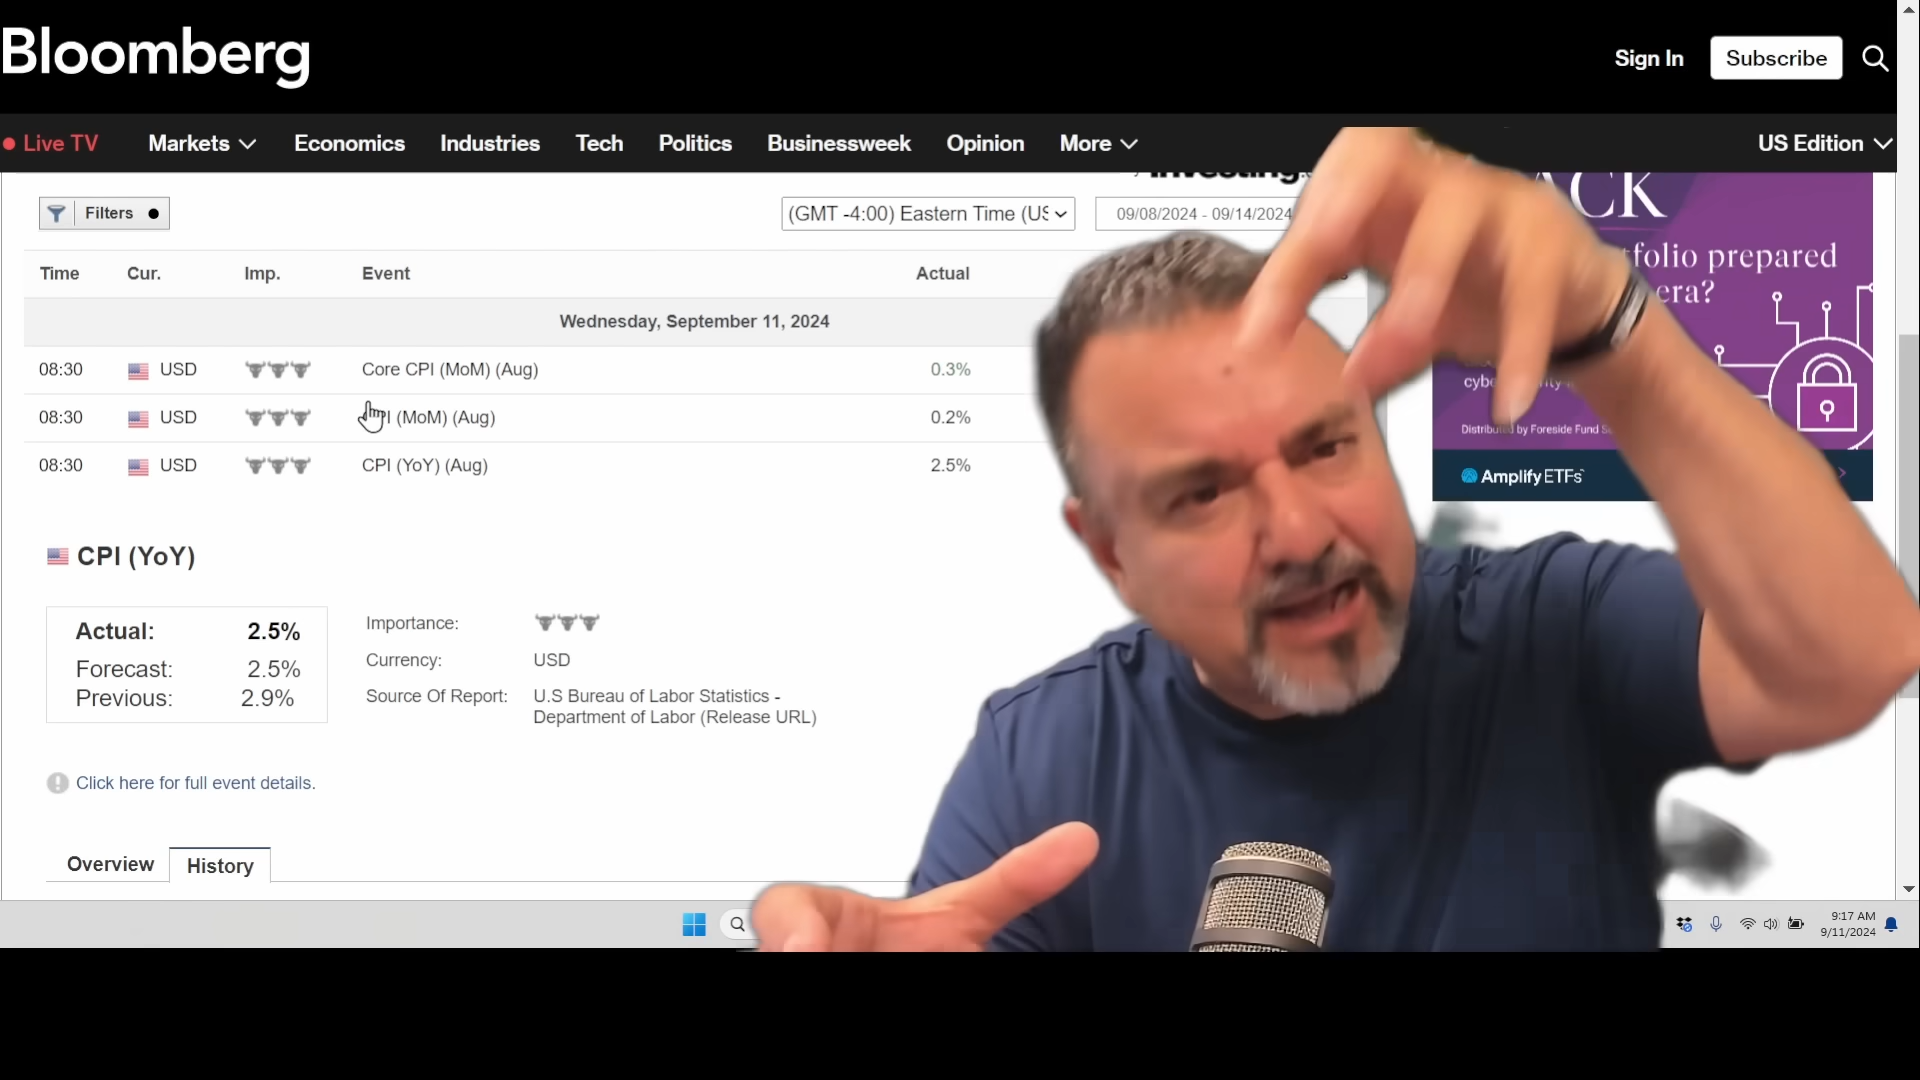 Bloomberg
Sign In
Subscribe
Live TV
Markets
Economics
Industries
Tech
Politics
Businessweek
Opinion
More
US Edition
Filters
(GMT -4:00) Eastern Time (US
09/08/2024 - 09/14/2024
Time Cur. Imp. Event Actual
Wednesday, September 11, 2024
08:30 USD Core CPI (MoM) (Aug) 0.3%
08:30 USD (MoM) (Aug) 0.2%
08:30 USD CPI (YoY) (Aug) 2.5%
CPI (YoY)
Actual: 2.5%
Forecast: 2.5%
Previous: 2.9%
Importance:
Currency: USD
Source Of Report: U.S Bureau of Labor Statistics -
Department of Labor (Release URL)
Click here for full event details.
Overview
History
prepared
era?
Distributed by Foreside Fund
Amplify ETFs
9:17 AM
9/11/2024